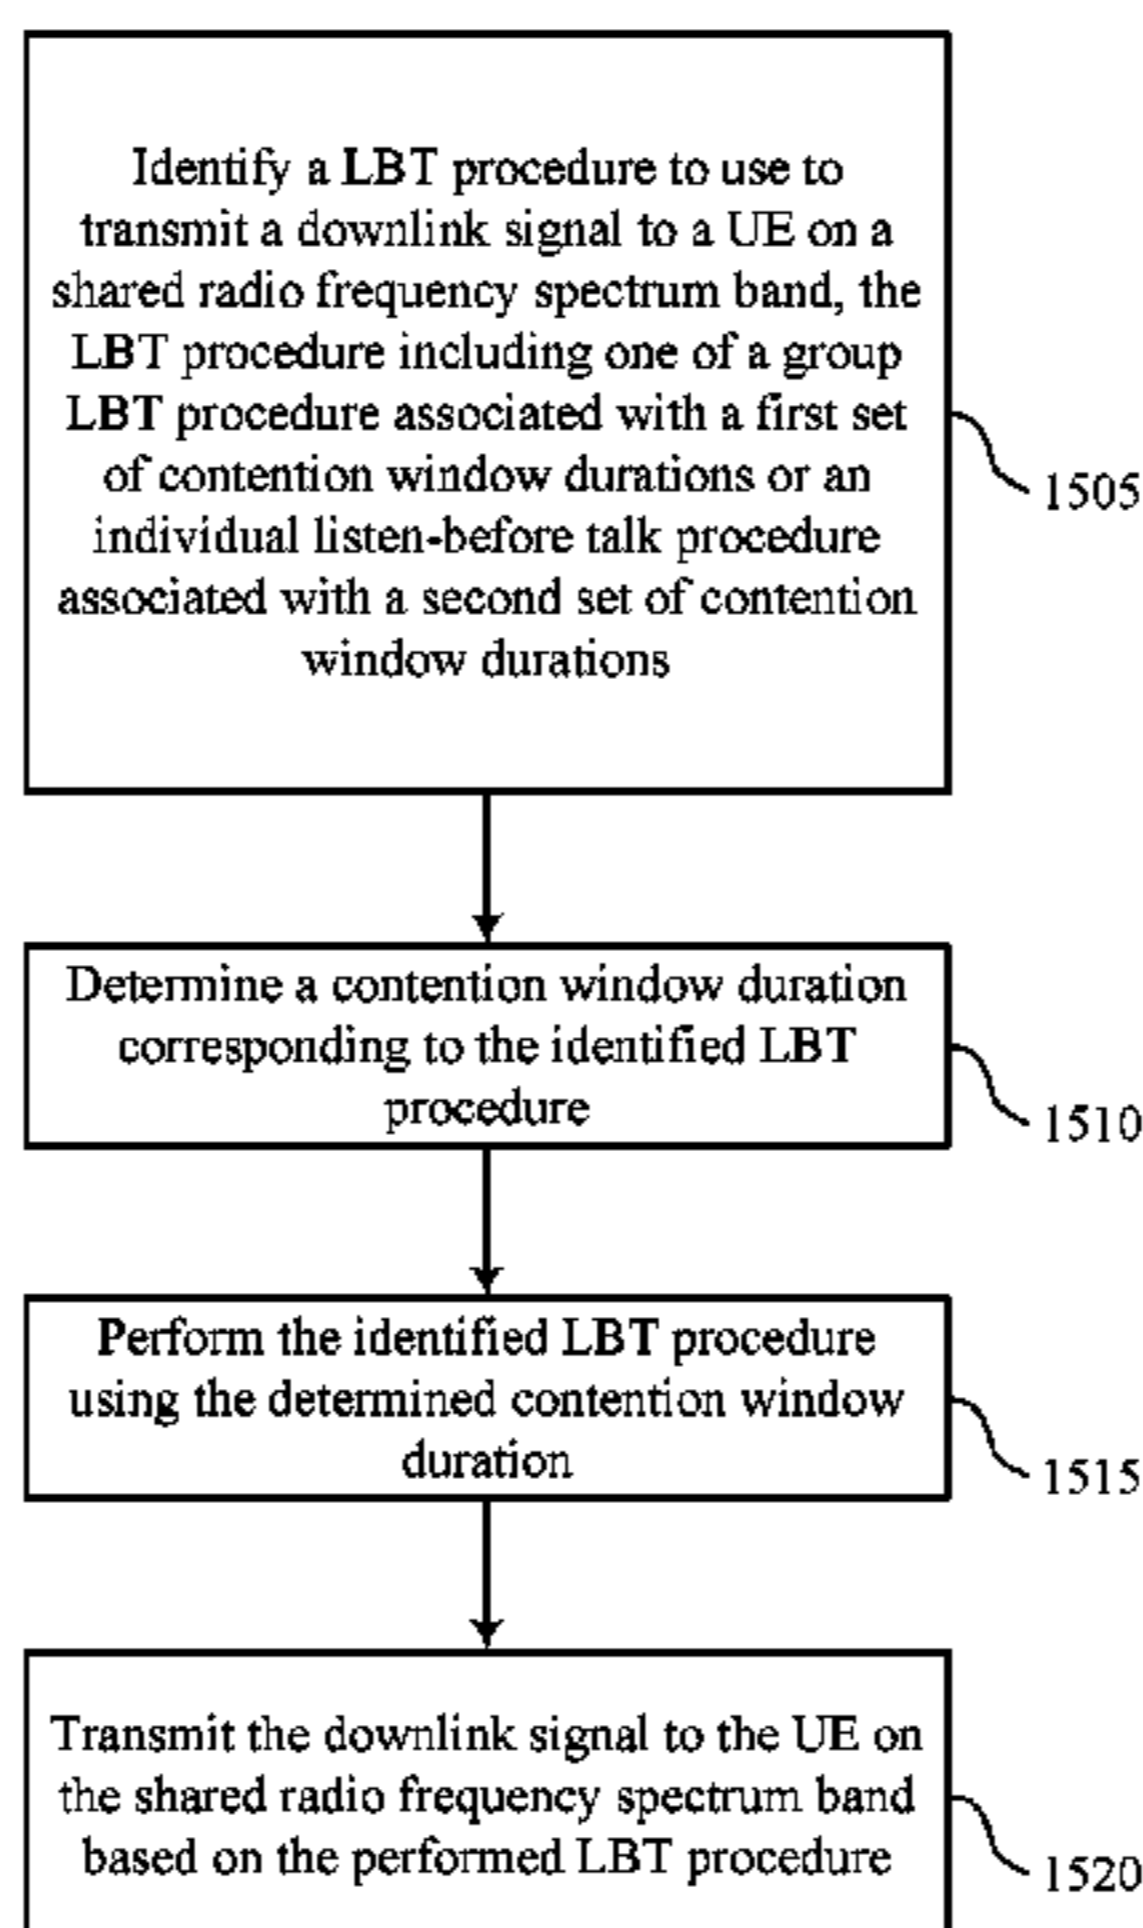 Identify a LBT procedure to use to
transmit a downlink signal to a UE on a
shared radio frequency spectrum band, the
LBT procedure including one of a group
LBT procedure associated with a first set
of contention window durations or an
individual listen-before talk procedure
associated with a second set of contention
window durations
1505
Determine a contention window duration
corresponding to the identified LBT
procedure
1510
Perform the identified LBT procedure
using the determined contention window
duration
1515
Transmit the downlink signal to the UE on
the shared radio frequency spectrum band
based on the performed LBT procedure
1520